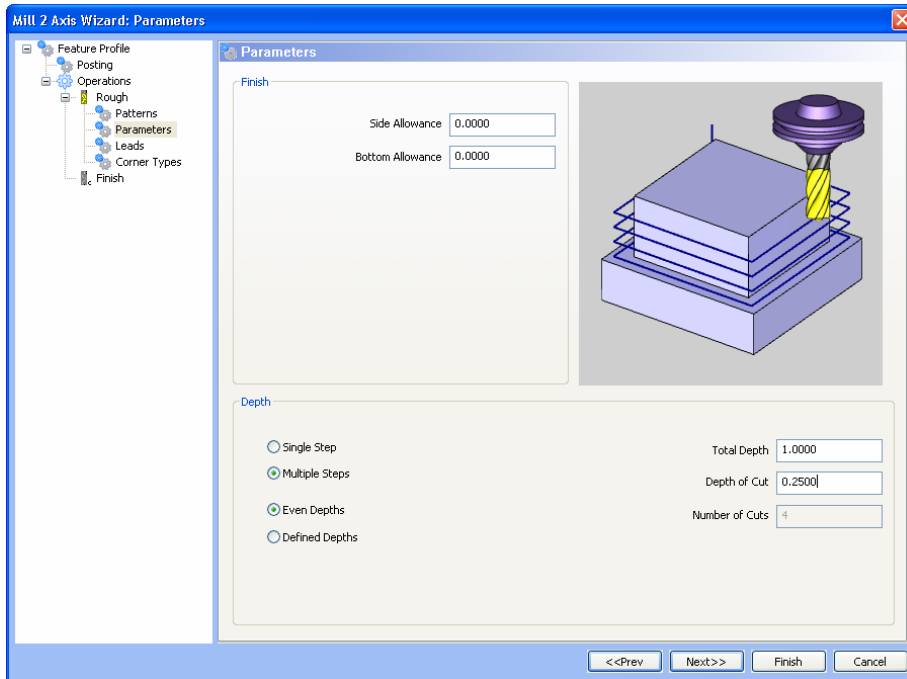 Mill 2 Axis Wizard: Parameters
Feature Profile
Posting
Operations
Rough
Patterns
Parameters
Leads
Corner Types
c Finish
Parameters
Finish
Side Allowance 0.0000
Bottom Allowance 0.0000
Depth
Single Step
Multiple Steps
Even Depths
Defined Depths
Total Depth 1.0000
Depth of Cut 0.2500
Number of Cuts 4
<<Prev Next>> Finish Cancel